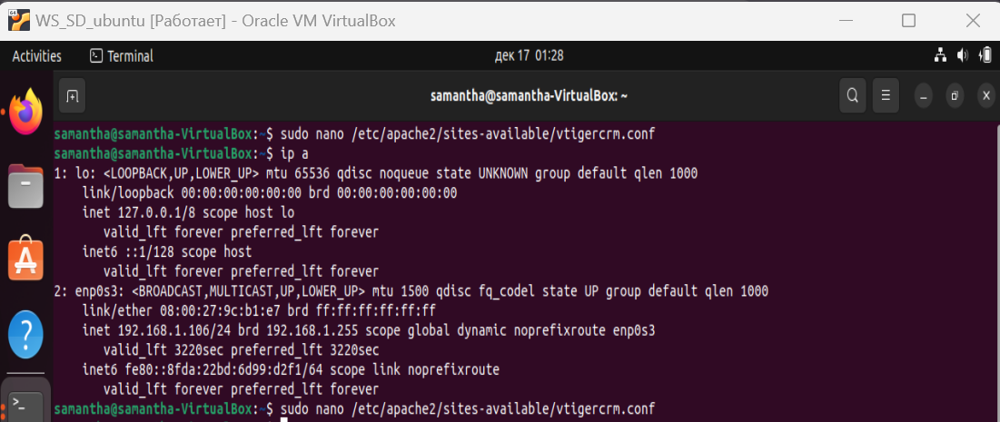 WS_SD_ubuntu [Работает] - Oracle VM VirtualBox
Activities Terminal дек 17 01:28
samantha@samantha-VirtualBox: ~
samantha@samantha-VirtualBox:~$ sudo nano /etc/apache2/sites-available/vtigercrm.conf
samantha@samantha-VirtualBox:~$ ip a
1: lo: <LOOPBACK,UP,LOWER_UP> mtu 65536 qdisc noqueue state UNKNOWN group default qlen 1000
link/loopback 00:00:00:00:00:00 brd 00:00:00:00:00:00
inet 127.0.0.1/8 scope host lo
valid_lft forever preferred_lft forever
inet6 ::1/128 scope host
valid_lft forever preferred_lft forever
2: enp0s3: <BROADCAST,MULTICAST,UP,LOWER_UP> mtu 1500 qdisc fq_codel state UP group default qlen 1000
link/ether 08:00:27:9c:b1:e7 brd ff:ff:ff:ff:ff:ff
inet 192.168.1.106/24 brd 192.168.1.255 scope global dynamic noprefixroute enp0s3
valid_lft 3220sec preferred_lft 3220sec
inet6 fe80::8fda:22bd:6d99:d2f1/64 scope link noprefixroute
valid_lft forever preferred_lft forever
samantha@samantha-VirtualBox:~$ sudo nano /etc/apache2/sites-available/vtigercrm.conf